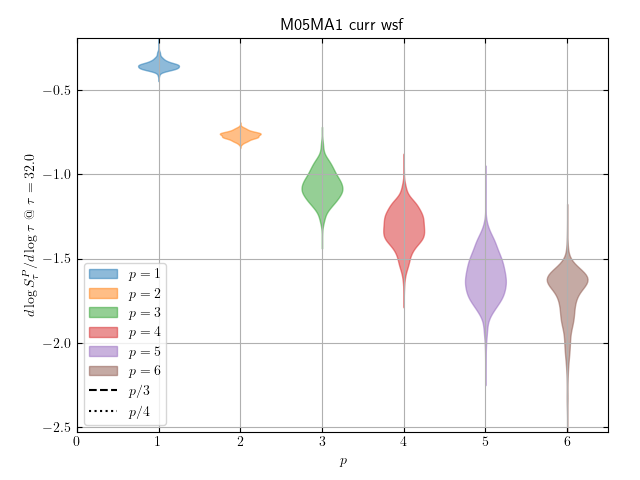 M05MA1 curr wsf
d log S_τ^P / d log τ @ τ = 32.0
−0.5
−1.0
−1.5
−2.0
−2.5
p = 1
p = 2
p = 3
p = 4
p = 5
p = 6
p/3
p/4
0 1 2 3 4 5 6
p